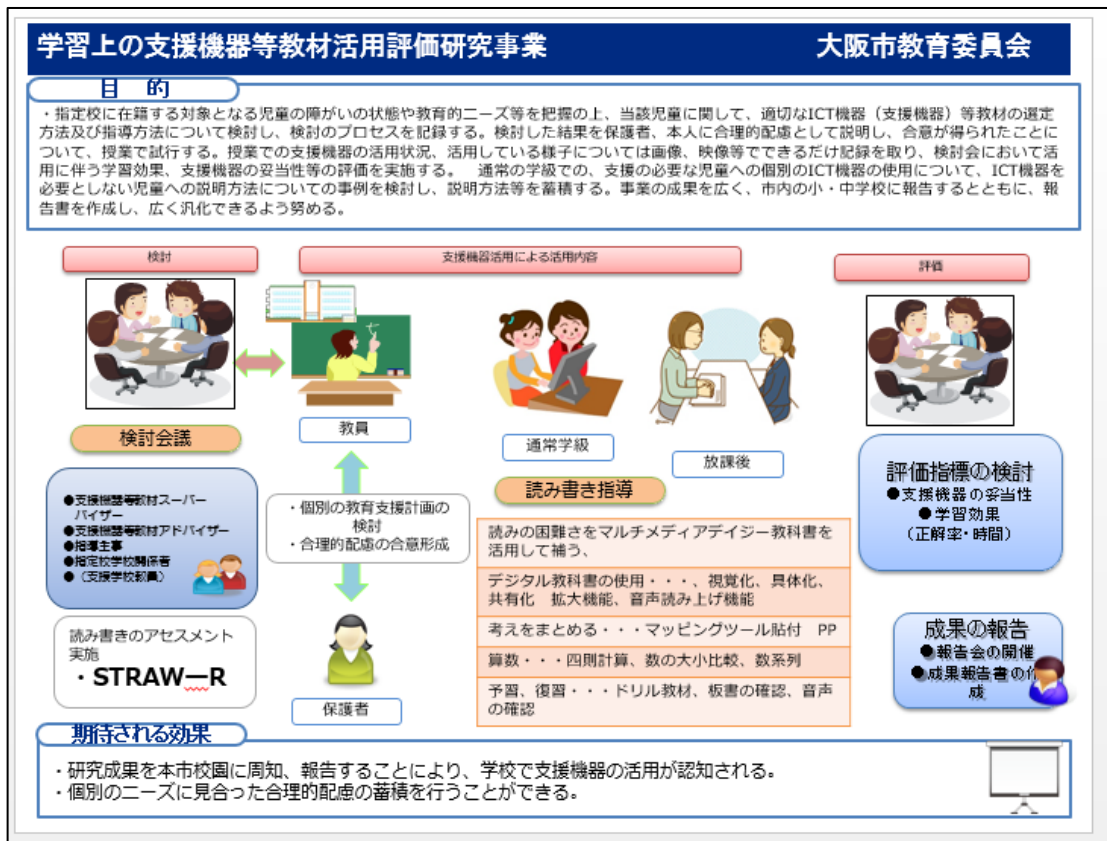 学習上の支援機器等教材活用評価研究事業 大阪市教育委員会
目 的
・指定校に在籍する対象となる児童の障がいの状態や教育的ニーズ等を把握の上、当該児童に関して、適切なICT機器（支援機器）等教材の選定
方法及び指導方法について検討し、検討のプロセスを記録する。検討した結果を保護者、本人に合理的配慮として説明し、合意が得られたことに
ついて、授業で試行する。授業での支援機器の活用状況、活用している様子については画像、映像等でできるだけ記録を取り、検討会において活
用に伴う学習効果、支援機器の妥当性等の評価を実施する。 通常の学級での、支援の必要な児童への個別のICT機器の使用について、ICT機器を
必要としない児童への説明方法についての事例を検討し、説明方法等を蓄積する。事業の成果を広く、市内の小・中学校に報告するとともに、報
告書を作成し、広く汎化できるよう努める。
検討
支援機器活用による活用内容
評価
教員
検討会議
通常学級
放課後
読み書き指導
●支援機器等教材スーパー
バイザー
●支援機器等教材アドバイザー
●指導主事
●指定校学校関係者
●（支援学校教員）
・個別の教育支援計画の
検討
・合理的配慮の合意形成
読み書きのアセスメント
実施
・STRAW―R
保護者
読みの困難さをマルチメディアデイジー教科書を
活用して補う、
デジタル教科書の使用・・・、視覚化、具体化、
共有化 拡大機能、音声読み上げ機能
考えをまとめる・・・マッピングツール貼付 PP
算数・・・四則計算、数の大小比較、数系列
予習、復習・・・ドリル教材、板書の確認、音声
の確認
評価指標の検討
●支援機器の妥当性
●学習効果
（正解率・時間）
成果の報告
●報告会の開催
●成果報告書の作
成
期待される効果
・研究成果を本市校園に周知、報告することにより、学校で支援機器の活用が認知される。
・個別のニーズに見合った合理的配慮の蓄積を行うことができる。